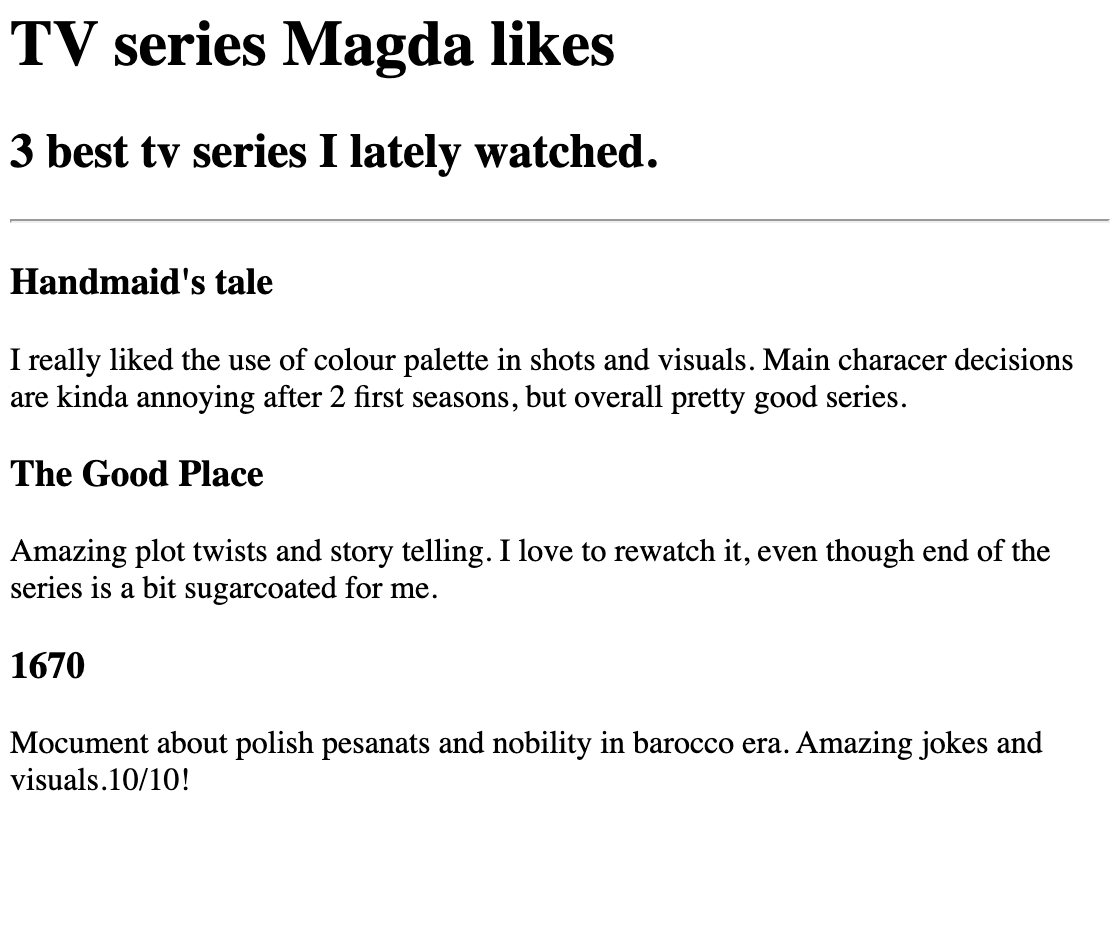 TV series Magda likes
3 best tv series I lately watched.
Handmaid's tale
I really liked the use of colour palette in shots and visuals. Main characer decisions
are kinda annoying after 2 first seasons, but overall pretty good series.
The Good Place
Amazing plot twists and story telling. I love to rewatch it, even though end of the
series is a bit sugarcoated for me.
1670
Mocument about polish pesanats and nobility in barocco era. Amazing jokes and
visuals.10/10!